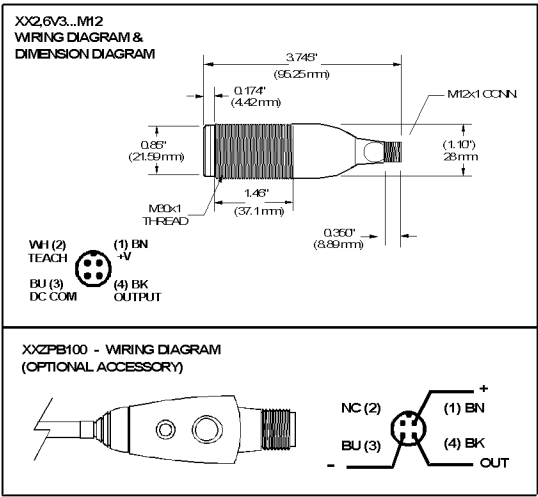 XX2,6V3...M12
WIRING DIAGRAM &
DIMENSION DIAGRAM
3.745"
(95.25 mm)
0.174"
(4.42 mm)
M12x1 CONN.
0.85"
(21.59 mm)
(1.10")
28 mm
1.46"
(37.1 mm)
M30x1
THREAD
0.350"
(8.89 mm)
WH (2)
TEACH
(1) BN
+V
BU (3)
DC COM
(4) BK
OUTPUT
XXZPB100 - WIRING DIAGRAM
(OPTIONAL ACCESSORY)
+
NC (2)
(1) BN
BU (3)
(4) BK
-
OUT